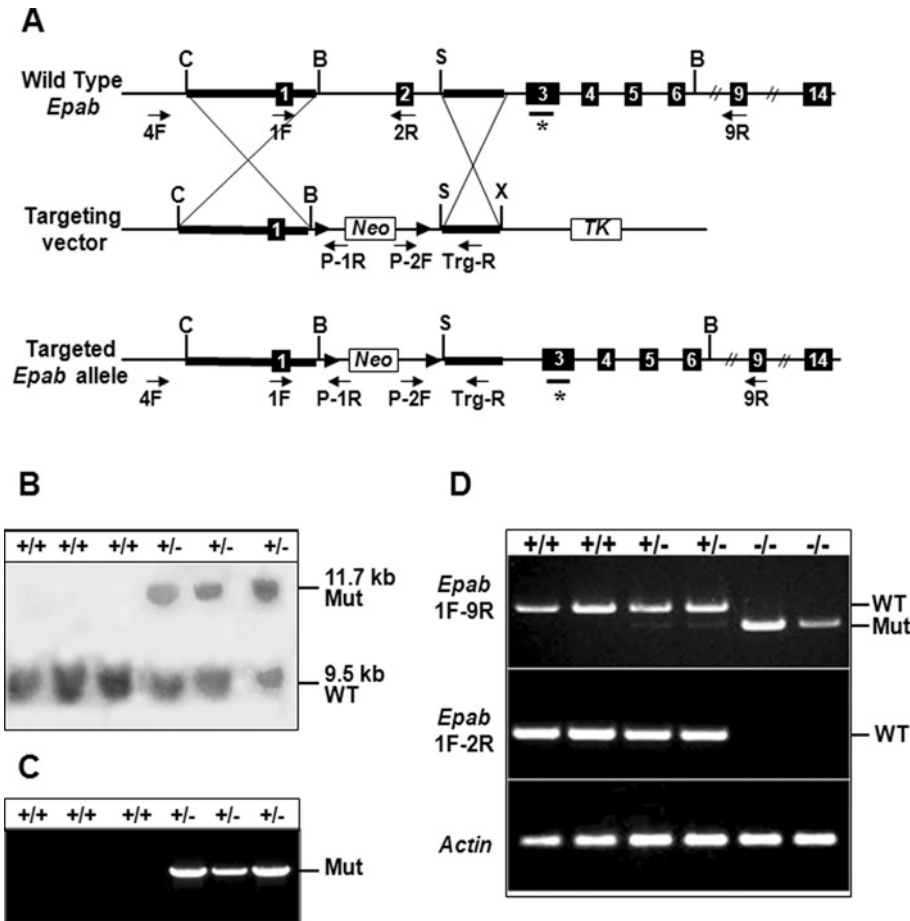 A
C B S B
Wild Type
Epab
1 2 3 4 5 6 9 14
4F 1F 2R * 9R
C B S X
Targeting
vector
1 Neo TK
P-1R P-2F Trg-R
C B S B
Targeted
Epab allele
1 Neo 3 4 5 6 9 14
4F 1F P-1R P-2F Trg-R * 9R
B
+/+ +/+ +/+ +/- +/- +/-
11.7 kb
Mut
9.5 kb
WT
C
+/+ +/+ +/+ +/- +/- +/-
Mut
D
+/+ +/+ +/- +/- -/- -/-
Epab
1F-9R
WT
Mut
Epab
1F-2R
WT
Actin